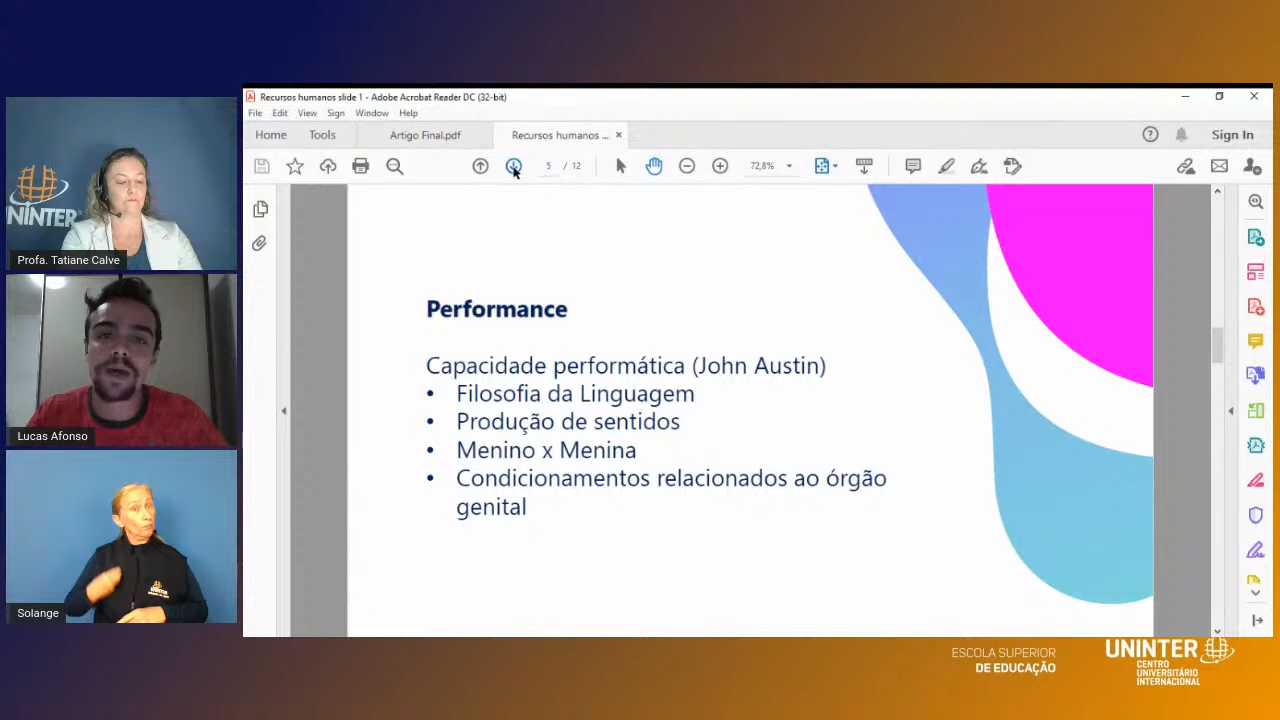 Recursos humanos slide 1 - Adobe Acrobat Reader DC (32-bit)
File Edit View Sign Window Help
Home Tools Artigo Final.pdf Recursos humanos ... × Sign In
5 / 12 72,8%
UNINTER
Profa. Tatiane Calve
Lucas Afonso
UNINTER
Solange
Performance
Capacidade performática (John Austin)
• Filosofia da Linguagem
• Produção de sentidos
• Menino x Menina
• Condicionamentos relacionados ao órgão
genital
ESCOLA SUPERIOR
DE EDUCAÇÃO
UNINTER
CENTRO
UNIVERSITÁRIO
INTERNACIONAL